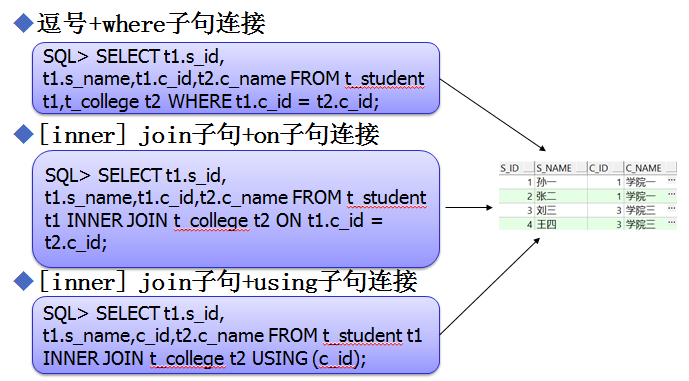 ◆逗号+where子句连接
SQL> SELECT t1.s_id,
t1.s_name,t1.c_id,t2.c_name FROM t_student
t1,t_college t2 WHERE t1.c_id = t2.c_id;
◆[inner] join子句+on子句连接
SQL> SELECT t1.s_id,
t1.s_name,t1.c_id,t2.c_name FROM t_student
t1 INNER JOIN t_college t2 ON t1.c_id =
t2.c_id;
◆[inner] join子句+using子句连接
SQL> SELECT t1.s_id,
t1.s_name,c_id,t2.c_name FROM t_student t1
INNER JOIN t_college t2 USING (c_id);
S_ID S_NAME C_ID C_NAME
1 孙一 1 学院一 ...
2 张二 1 学院一 ...
3 刘三 3 学院三 ...
4 王四 3 学院三 ...